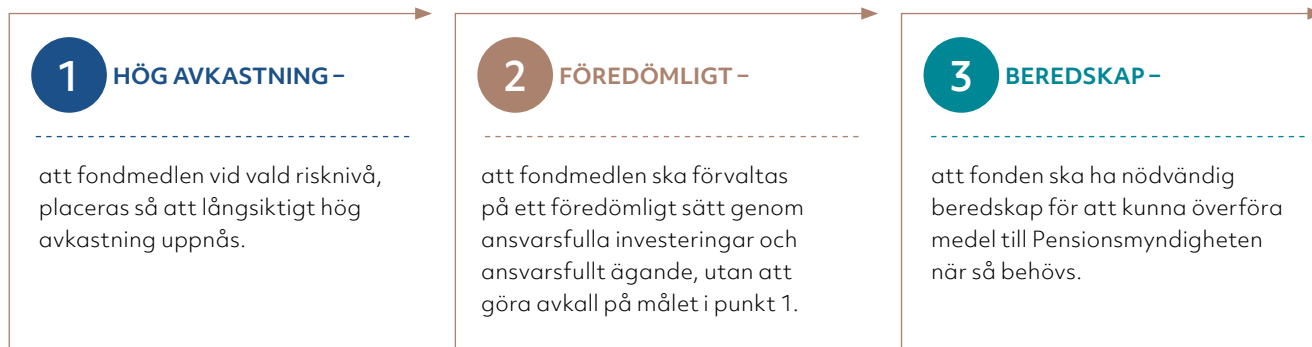 1 HÖG AVKASTNING –
att fondmedlen vid vald risknivå,
placeras så att långsiktigt hög
avkastning uppnås.
2 FÖREDÖMLIGT –
att fondmedlen ska förvaltas
på ett föredömligt sätt genom
ansvarsfulla investeringar och
ansvarsfullt ägande, utan att
göra avkall på målet i punkt 1.
3 BEREDSKAP –
att fonden ska ha nödvändig
beredskap för att kunna överföra
medel till Pensionsmyndigheten
när så behövs.